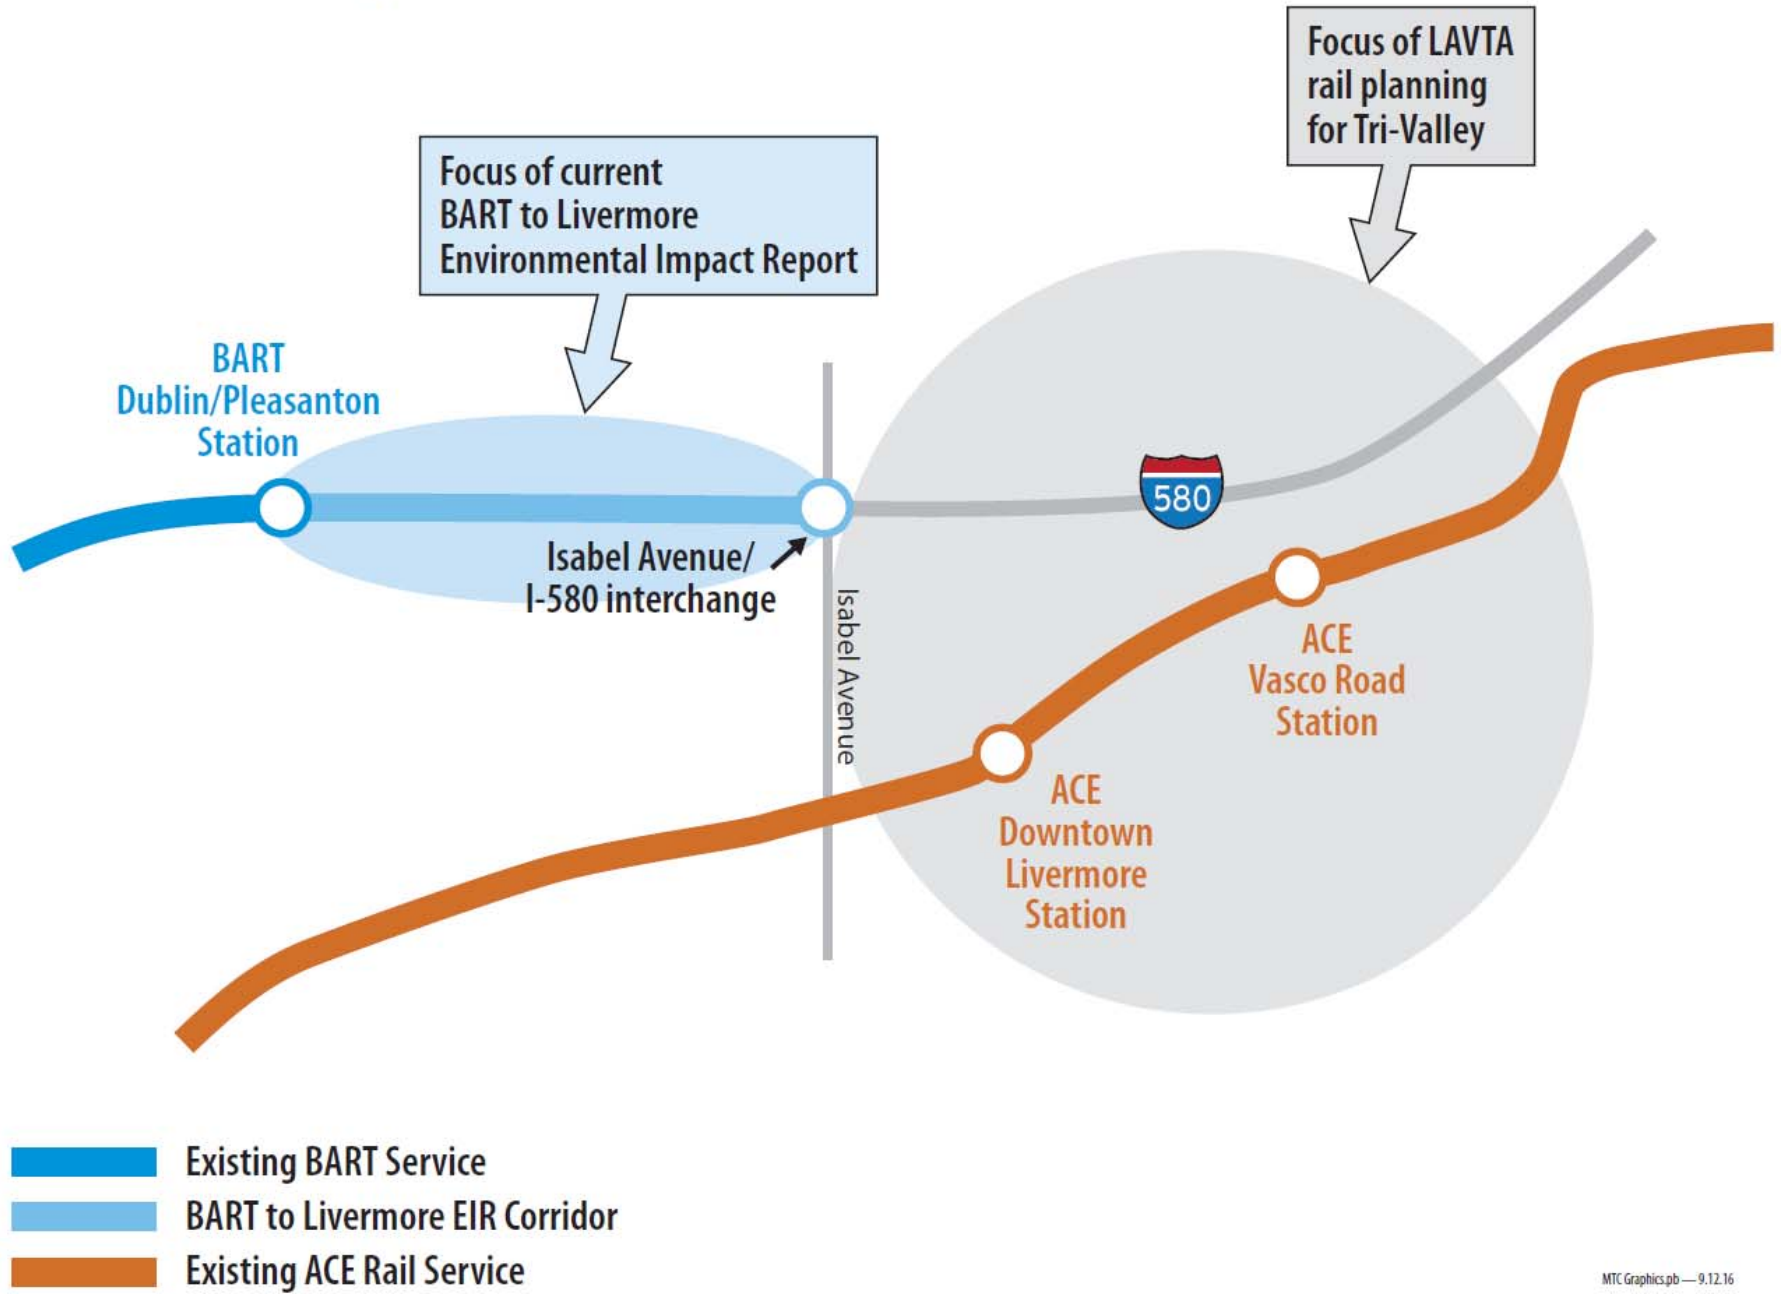 Focus of LAVTA
rail planning
for Tri-Valley
Focus of current
BART to Livermore
Environmental Impact Report
BART
Dublin/Pleasanton
Station
580
Isabel Avenue/
I-580 interchange
Isabel Avenue
ACE
Vasco Road
Station
ACE
Downtown
Livermore
Station
Existing BART Service
BART to Livermore EIR Corridor
Existing ACE Rail Service
MTC Graphics.pb — 9.12.16